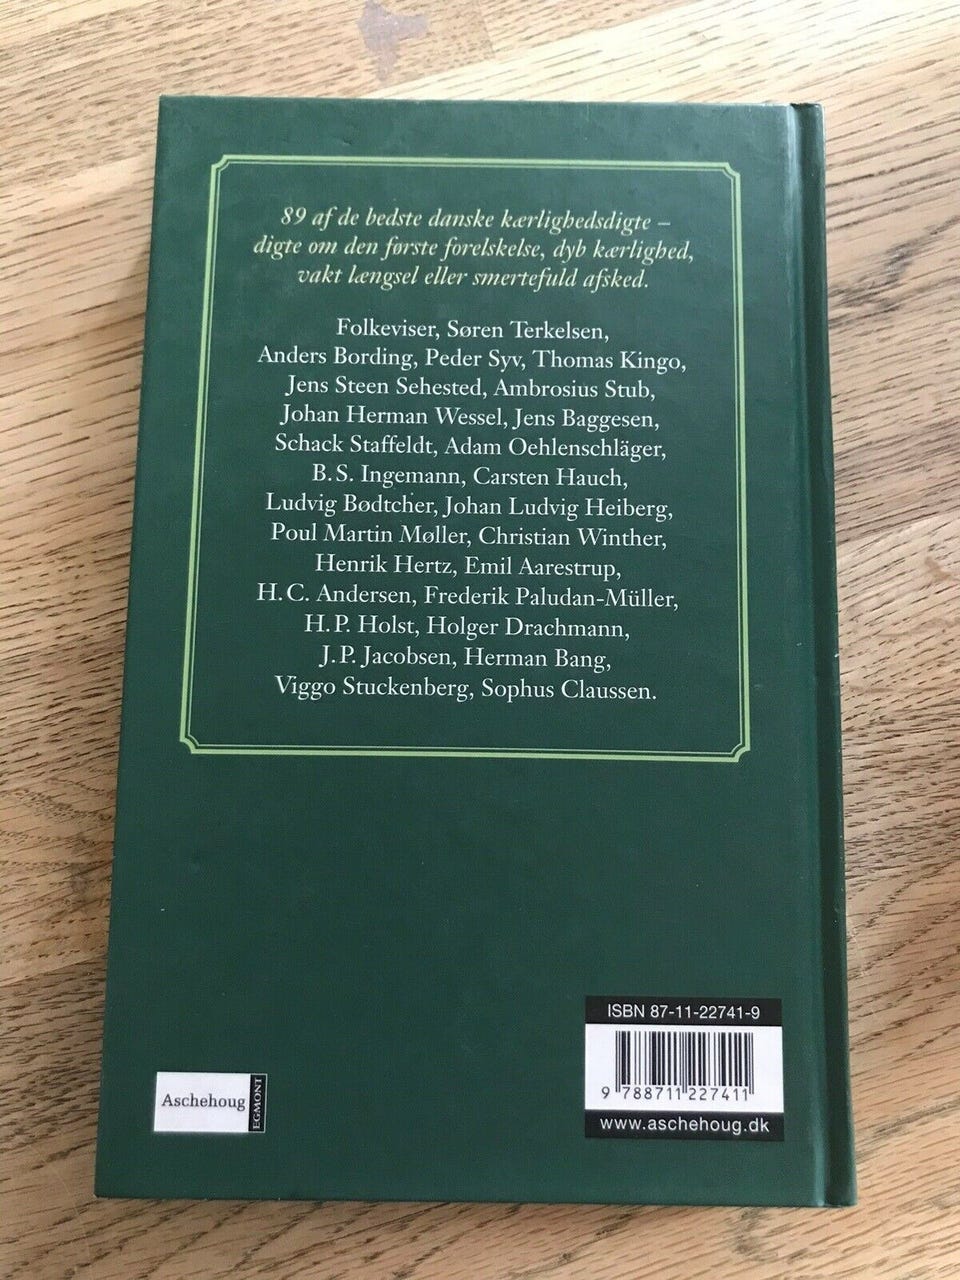 89 af de bedste danske kærlighedsdigte –
digte om den første forelskelse, dyb kærlighed,
vakt længsel eller smertefuld afsked.
Folkeviser, Søren Terkelsen,
Anders Bording, Peder Syv, Thomas Kingo,
Jens Steen Sehested, Ambrosius Stub,
Johan Herman Wessel, Jens Baggesen,
Schack Staffeldt, Adam Oehlenschläger,
B.S. Ingemann, Carsten Hauch,
Ludvig Bødtcher, Johan Ludvig Heiberg,
Poul Martin Møller, Christian Winther,
Henrik Hertz, Emil Aarestrup,
H.C. Andersen, Frederik Paludan-Müller,
H.P. Holst, Holger Drachmann,
J.P. Jacobsen, Herman Bang,
Viggo Stuckenberg, Sophus Claussen.
Aschehoug
EGMONT
ISBN 87-11-22741-9
9 788711 227411
www.aschehoug.dk